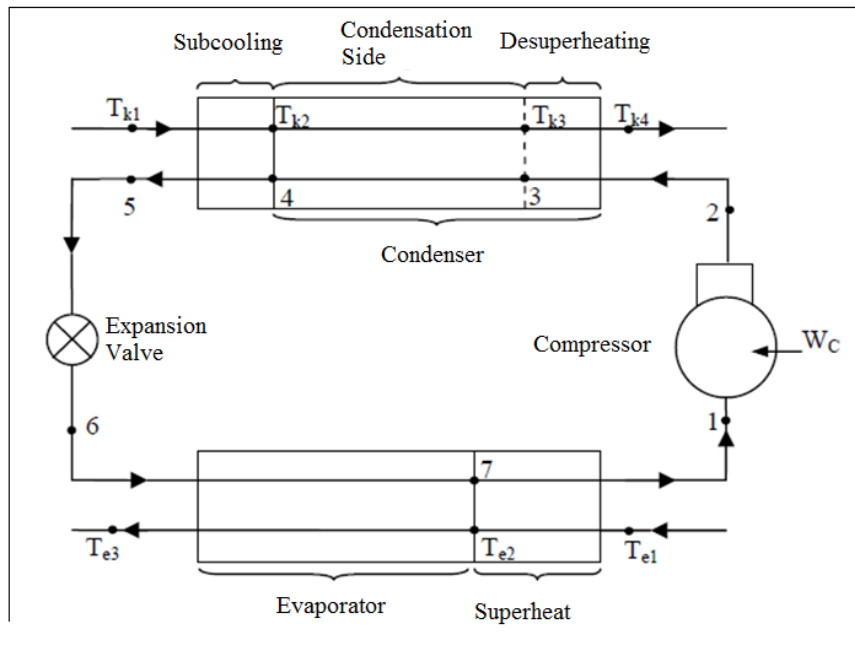 Subcooling
Condensation
Side
Desuperheating
Tk1
Tk2
Tk3
Tk4
5
4
3
2
Condenser
Expansion
Valve
Compressor
WC
6
1
7
Te3
Te2
Te1
Evaporator
Superheat